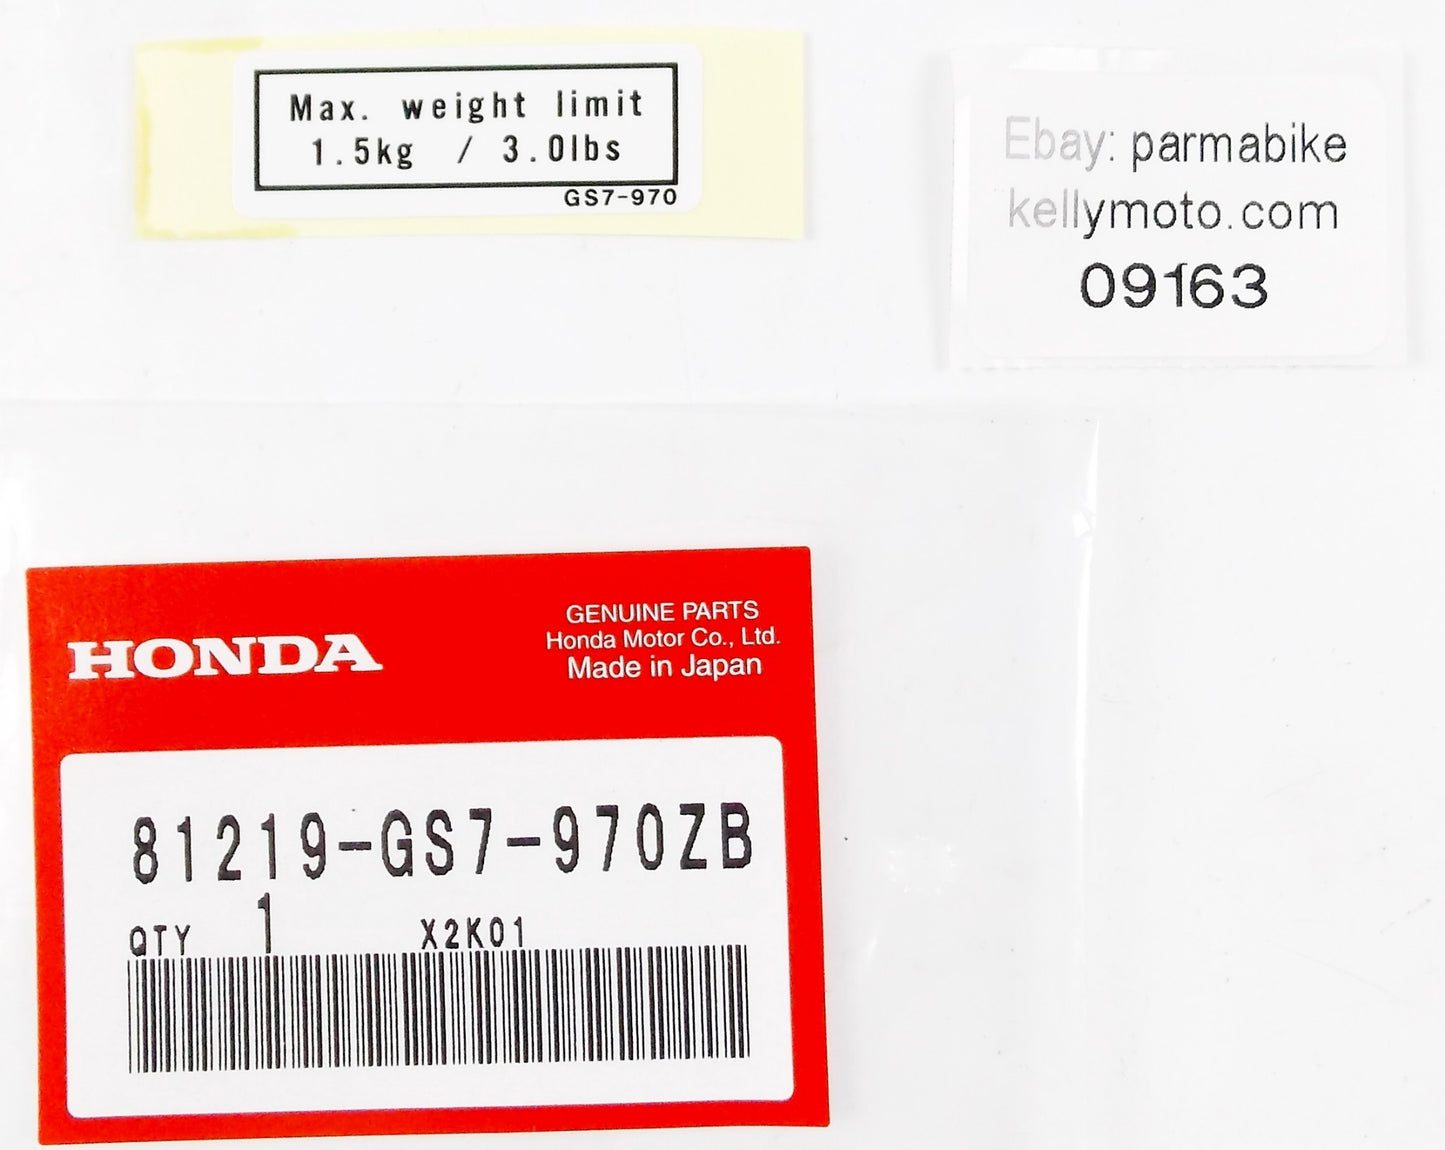 Max. weight limit
1.5kg / 3.0lbs
GS7-970
Ebay: parmabike
kellymoto.com
09163
HONDA
GENUINE PARTS
Honda Motor Co., Ltd.
Made in Japan
81219-GS7-970ZB
QTY 1 X2K01